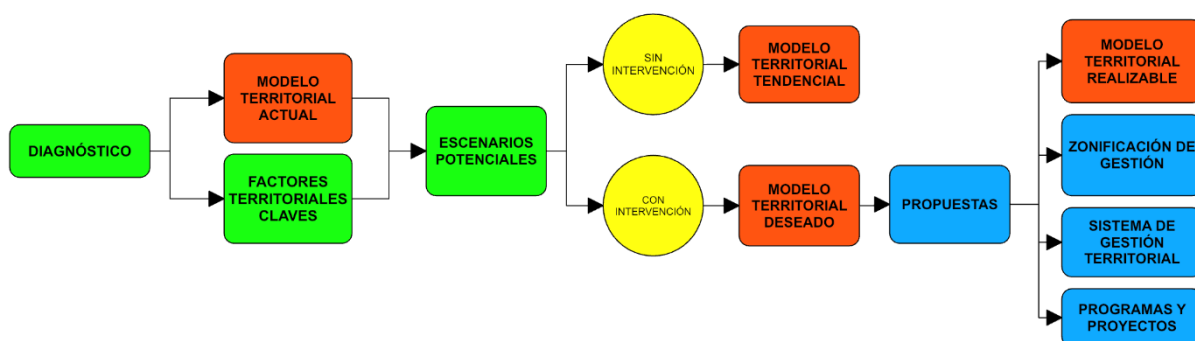 DIAGNÓSTICO
MODELO
TERRITORIAL
ACTUAL
FACTORES
TERRITORIALES
CLAVES
ESCENARIOS
POTENCIALES
SIN
INTERVENCIÓN
CON
INTERVENCIÓN
MODELO
TERRITORIAL
TENDENCIAL
MODELO
TERRITORIAL
DESEADO
PROPUESTAS
MODELO
TERRITORIAL
REALIZABLE
ZONIFICACIÓN DE
GESTIÓN
SISTEMA DE
GESTIÓN
TERRITORIAL
PROGRAMAS Y
PROYECTOS